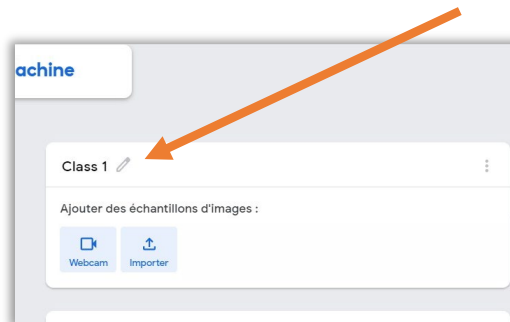 achine
Class 1
Ajouter des échantillons d'images :
Webcam Importer